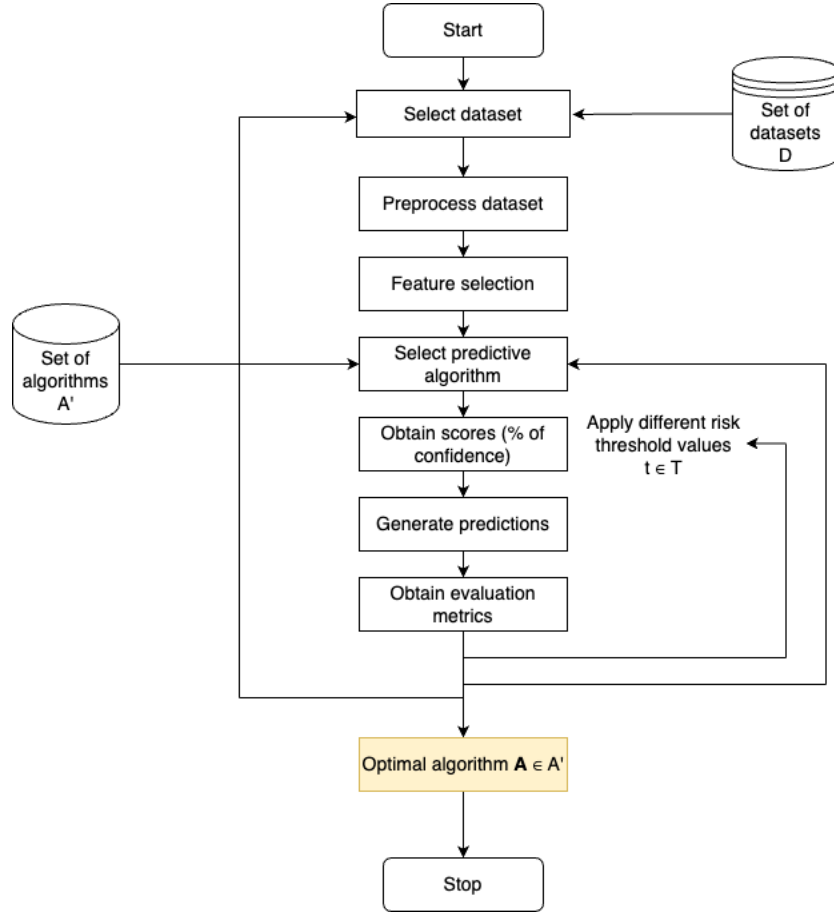 Start
Select dataset
Set of
datasets
D
Preprocess dataset
Feature selection
Set of
algorithms
A'
Select predictive
algorithm
Obtain scores (% of
confidence)
Apply different risk
threshold values
t ∈ T
Generate predictions
Obtain evaluation
metrics
Optimal algorithm A ∈ A'
Stop